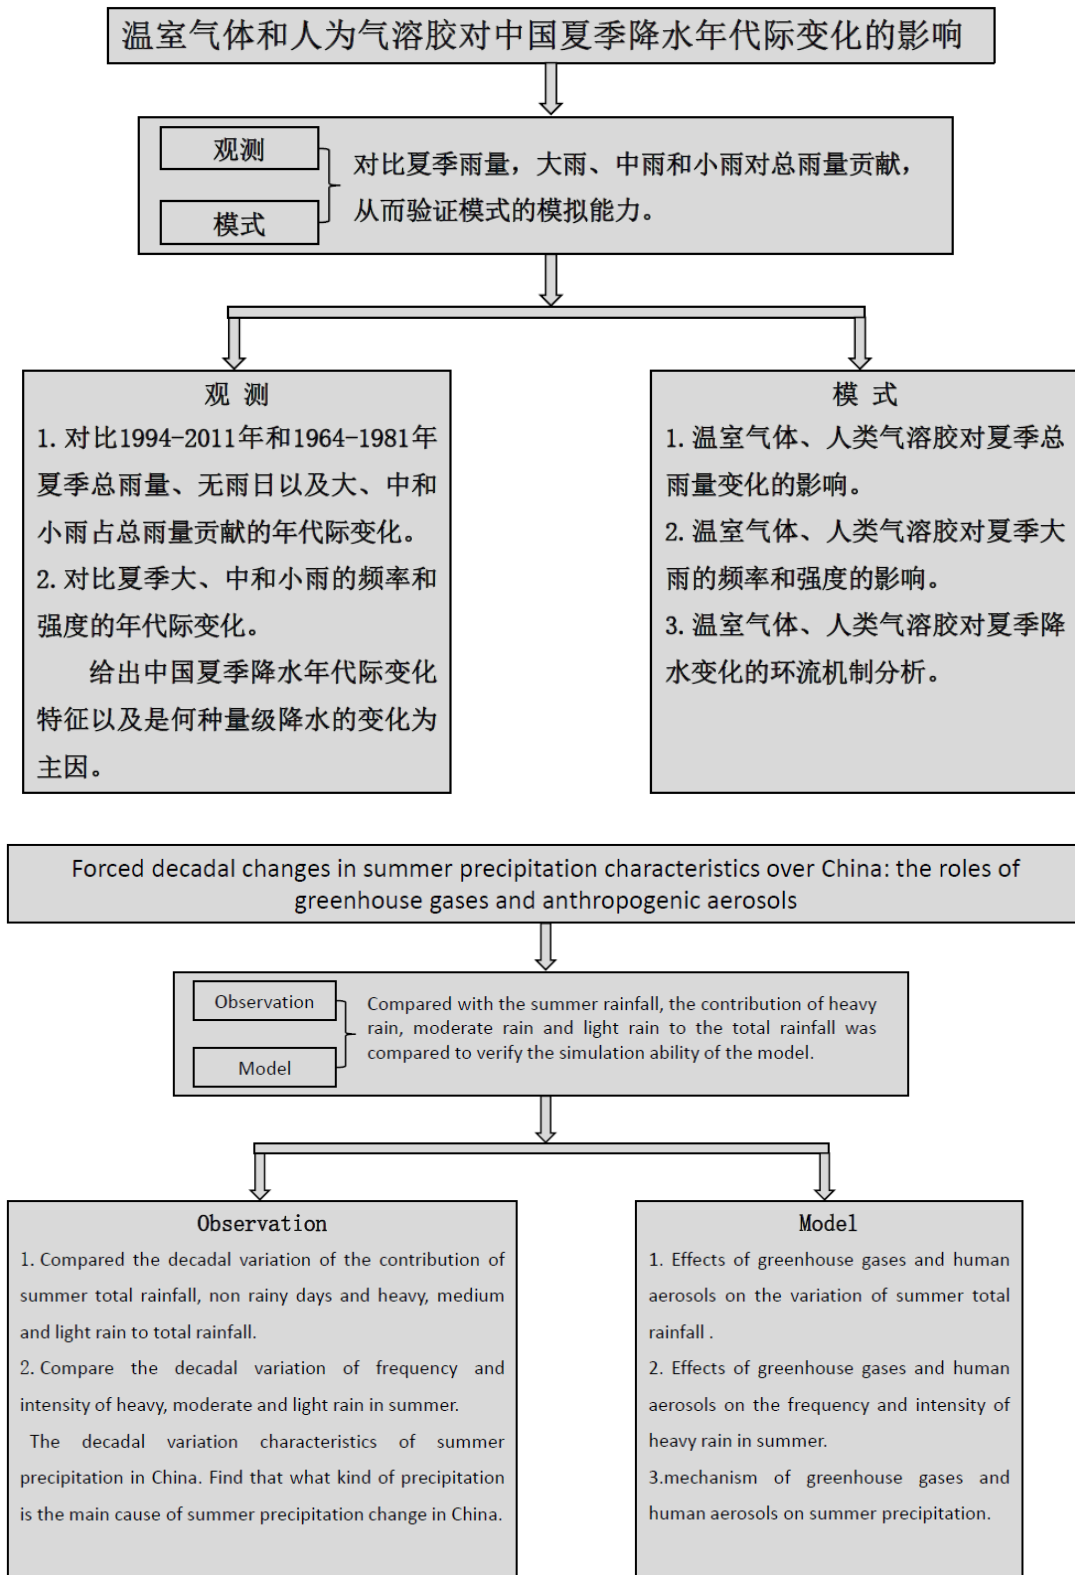 温室气体和人为气溶胶对中国夏季降水年代际变化的影响
观测
模式
对比夏季雨量，大雨、中雨和小雨对总雨量贡献，
从而验证模式的模拟能力。
观 测
1. 对比1994-2011年和1964-1981年
夏季总雨量、无雨日以及大、中和
小雨占总雨量贡献的年代际变化。
2. 对比夏季大、中和小雨的频率和
强度的年代际变化。
给出中国夏季降水年代际变化
特征以及是何种量级降水的变化为
主因。
模 式
1. 温室气体、人类气溶胶对夏季总
雨量变化的影响。
2. 温室气体、人类气溶胶对夏季大
雨的频率和强度的影响。
3. 温室气体、人类气溶胶对夏季降
水变化的环流机制分析。
Forced decadal changes in summer precipitation characteristics over China: the roles of
greenhouse gases and anthropogenic aerosols
Observation
Model
Compared with the summer rainfall, the contribution of heavy
rain, moderate rain and light rain to the total rainfall was
compared to verify the simulation ability of the model.
Observation
1. Compared the decadal variation of the contribution of
summer total rainfall, non rainy days and heavy, medium
and light rain to total rainfall.
2. Compare the decadal variation of frequency and
intensity of heavy, moderate and light rain in summer.
The decadal variation characteristics of summer
precipitation in China. Find that what kind of precipitation
is the main cause of summer precipitation change in China.
Model
1. Effects of greenhouse gases and human
aerosols on the variation of summer total
rainfall .
2. Effects of greenhouse gases and human
aerosols on the frequency and intensity of
heavy rain in summer.
3.mechanism of greenhouse gases and
human aerosols on summer precipitation.